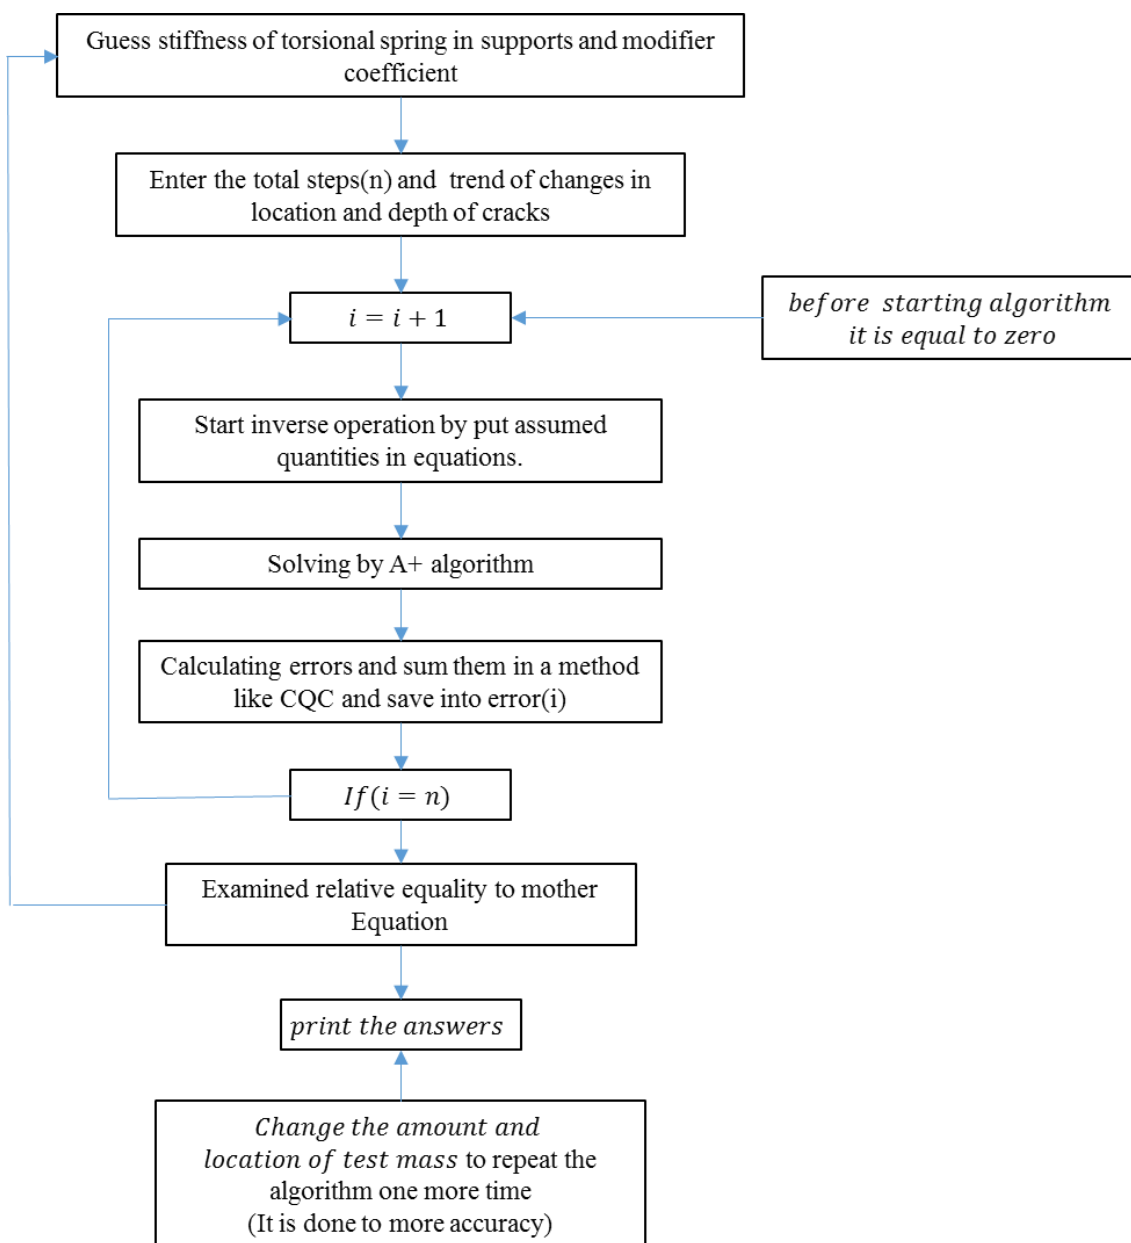 Guess stiffness of torsional spring in supports and modifier
coefficient
Enter the total steps(n) and trend of changes in
location and depth of cracks
i = i + 1
before starting algorithm
it is equal to zero
Start inverse operation by put assumed
quantities in equations.
Solving by A+ algorithm
Calculating errors and sum them in a method
like CQC and save into error(i)
If(i = n)
Examined relative equality to mother
Equation
print the answers
Change the amount and
location of test mass to repeat the
algorithm one more time
(It is done to more accuracy)